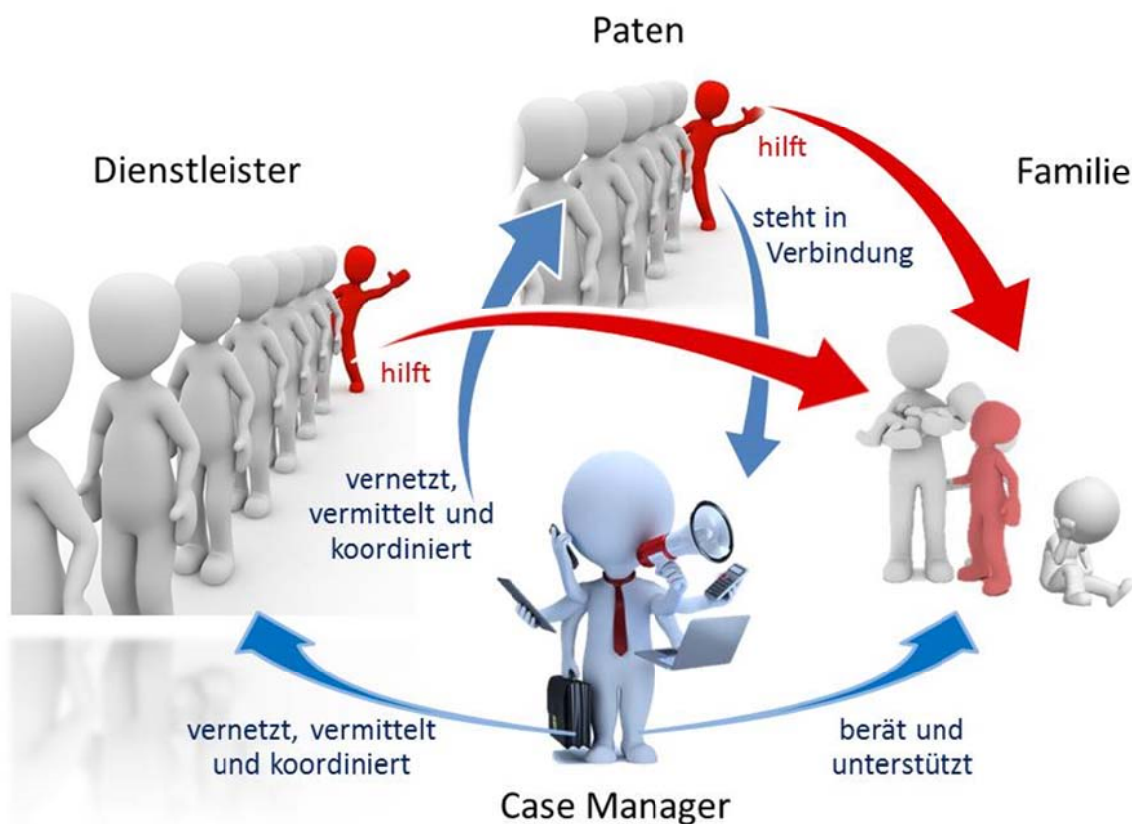 Paten
Dienstleister
hilft
Familie
steht in
Verbindung
hilft
vernetzt,
vermittelt und
koordiniert
vernetzt, vermittelt
und koordiniert
berät und
unterstützt
Case Manager